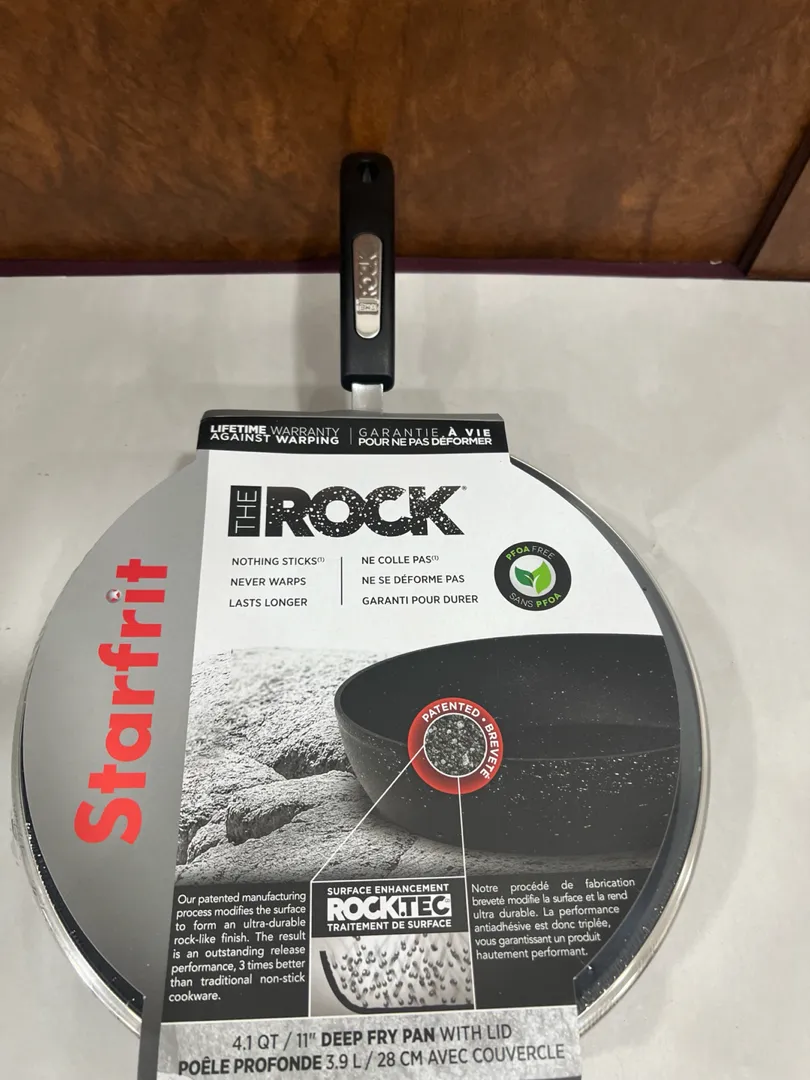 THE ROCK
LIFETIME WARRANTY
AGAINST WARPING
GARANTIE À VIE
POUR NE PAS DÉFORMER
THE ROCK®
NOTHING STICKS(1)
NEVER WARPS
LASTS LONGER
NE COLLE PAS(1)
NE SE DÉFORME PAS
GARANTI POUR DURER
PFOA FREE
SANS PFOA
Starfrit
PATENTED • BREVETÉ
Our patented manufacturing
process modifies the surface
to form an ultra-durable
rock-like finish. The result
is an outstanding release
performance, 3 times better
than traditional non-stick
cookware.
SURFACE ENHANCEMENT
ROCK.TEC
TRAITEMENT DE SURFACE
Notre procédé de fabrication
breveté modifie la surface et la rend
ultra durable. La performance
antiadhésive est donc triplée,
vous garantissant un produit
hautement performant.
4.1 QT / 11" DEEP FRY PAN WITH LID
POÊLE PROFONDE 3.9 L / 28 CM AVEC COUVERCLE